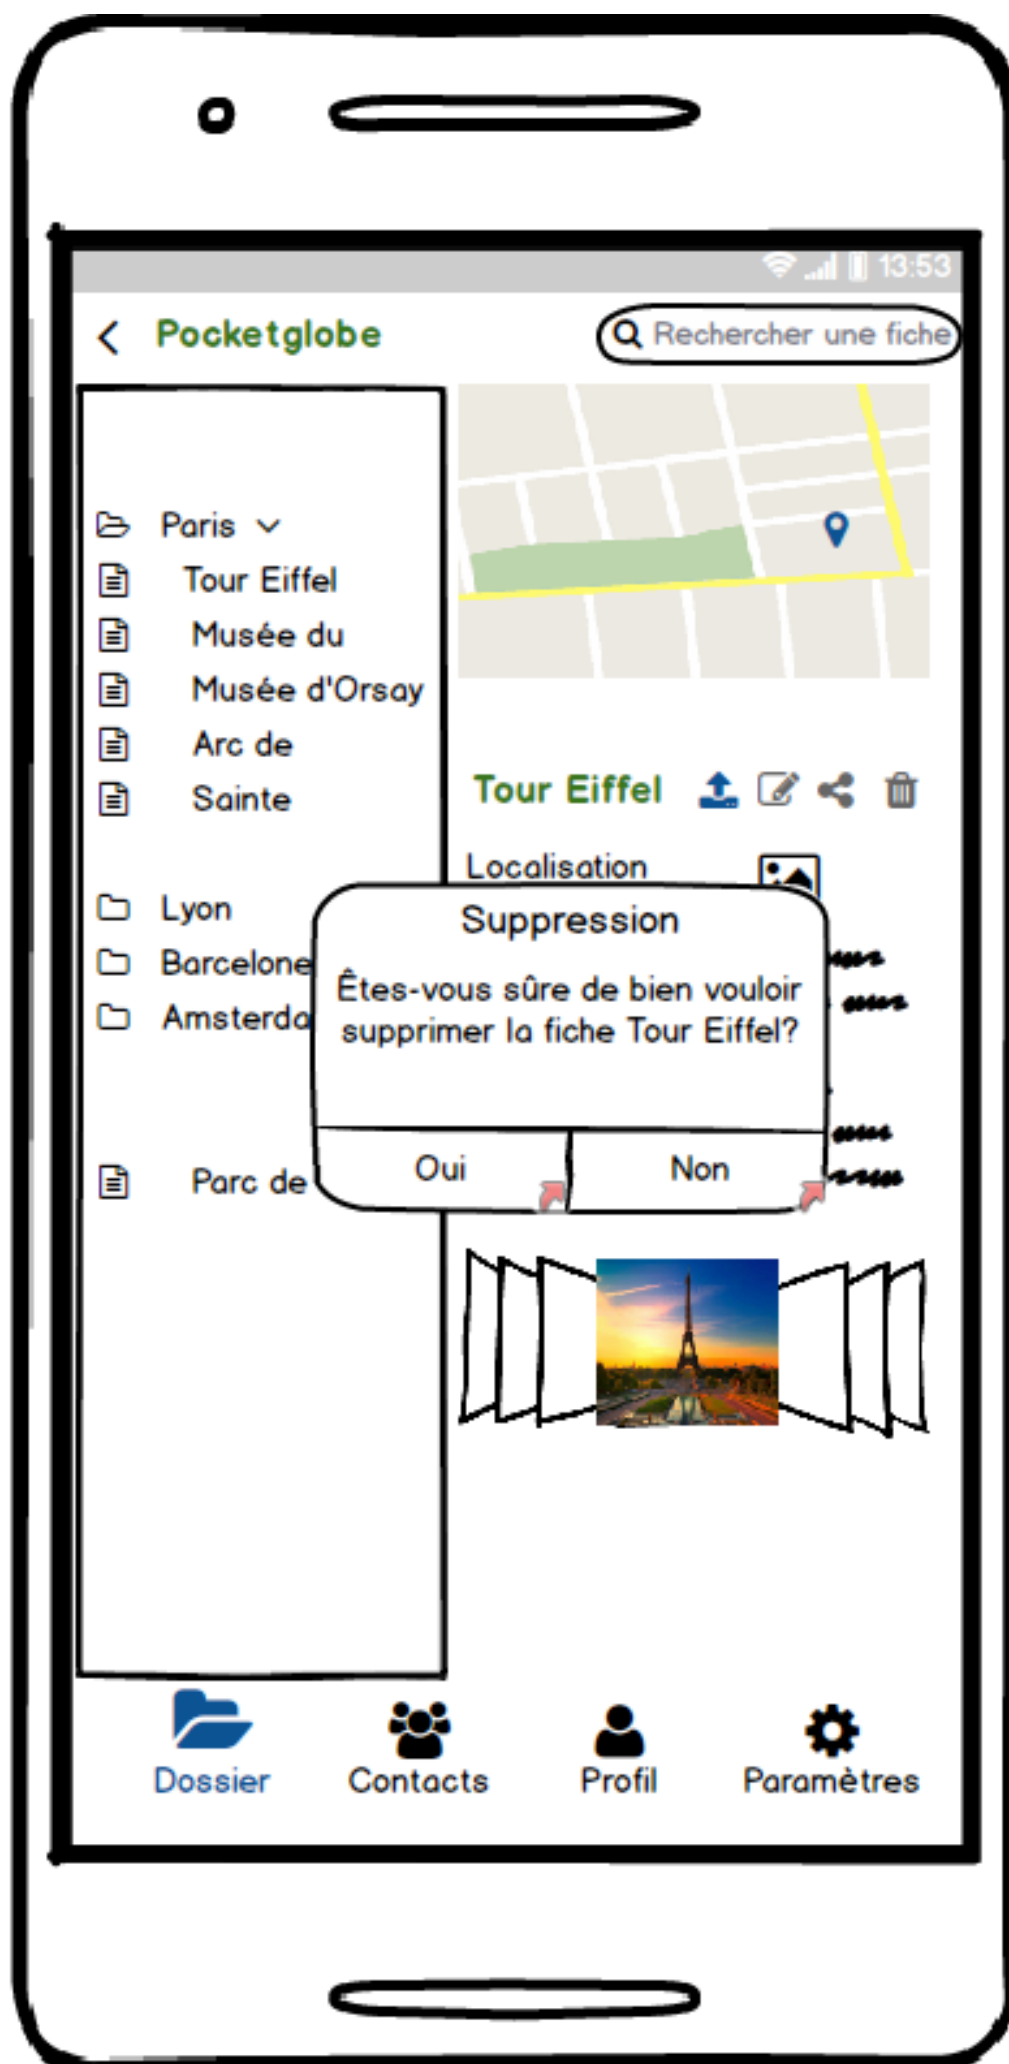 13:53
Pocketglobe
Rechercher une fiche
Paris
Tour Eiffel
Musée du
Musée d'Orsay
Arc de
Sainte
Lyon
Barcelone
Amsterda
Parc de
Tour Eiffel
Localisation
Suppression
Êtes-vous sûre de bien vouloir
supprimer la fiche Tour Eiffel?
Oui
Non
Dossier
Contacts
Profil
Paramètres